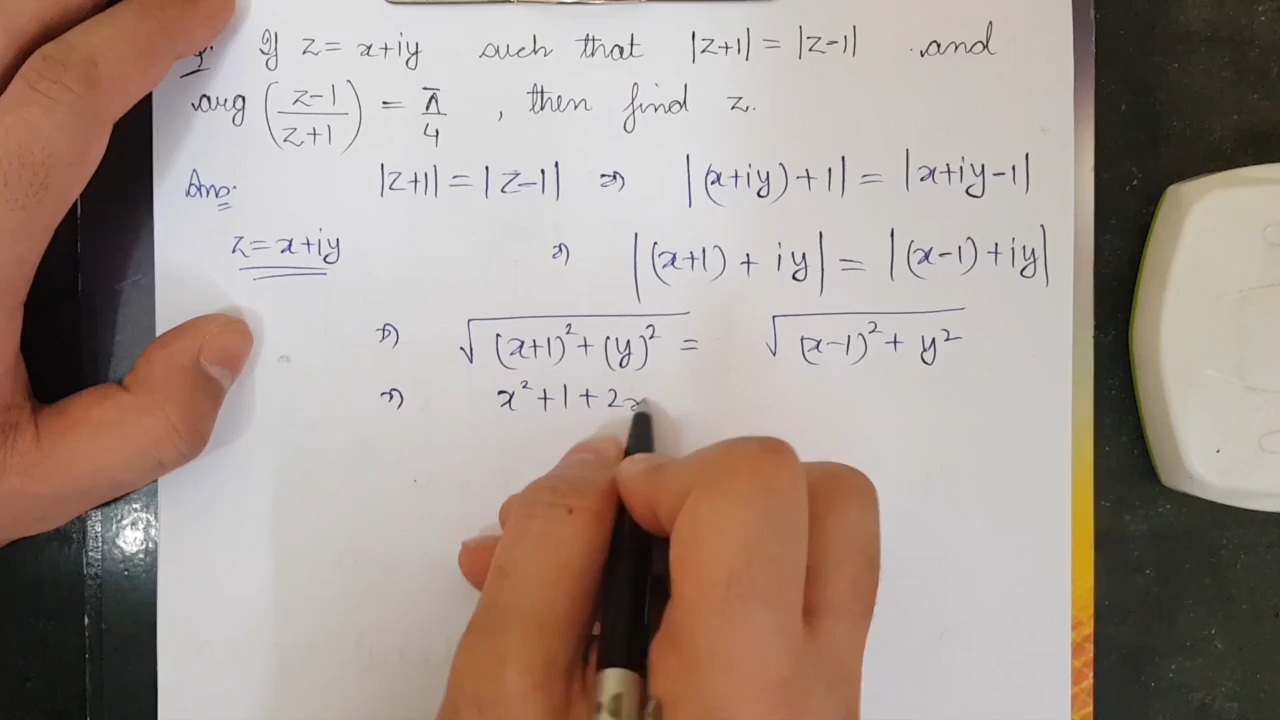 Q. If z = x+iy such that |z+1| = |z-1| and
arg ((z-1)/(z+1)) = π/4 , then find z.
Ans: |z+1| = |z-1| ⇒ |(x+iy)+1| = |x+iy-1|
z = x+iy ⇒ |(x+1) + iy| = |(x-1) + iy|
⇒ √((x+1)² + (y)²) = √((x-1)² + y²)
⇒ x² + 1 + 2x